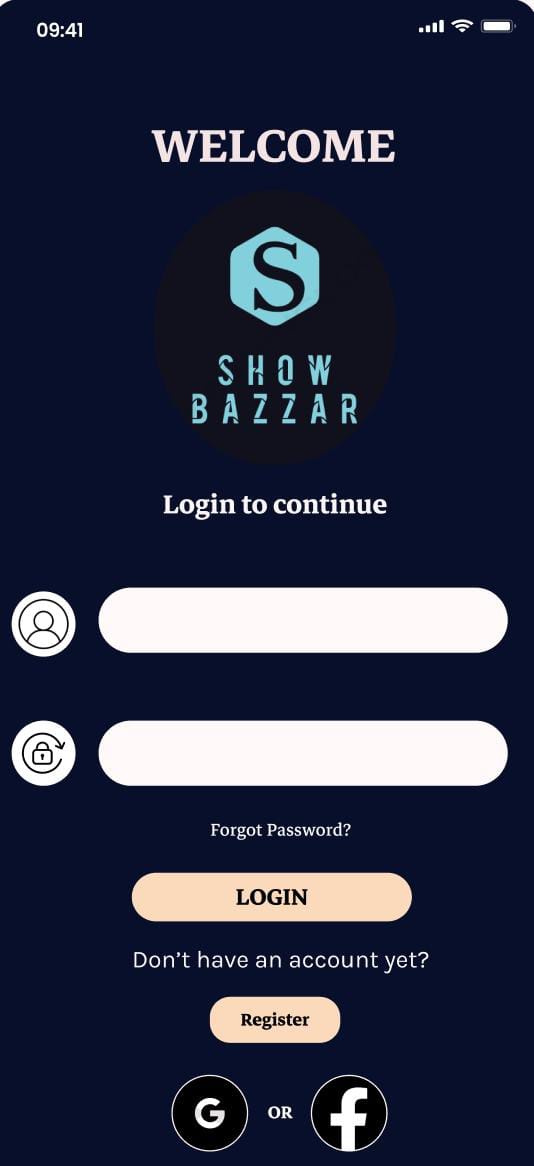 09:41
WELCOME
S
SHOW
BAZZAR
Login to continue
Forgot Password?
LOGIN
Don’t have an account yet?
Register
G OR f